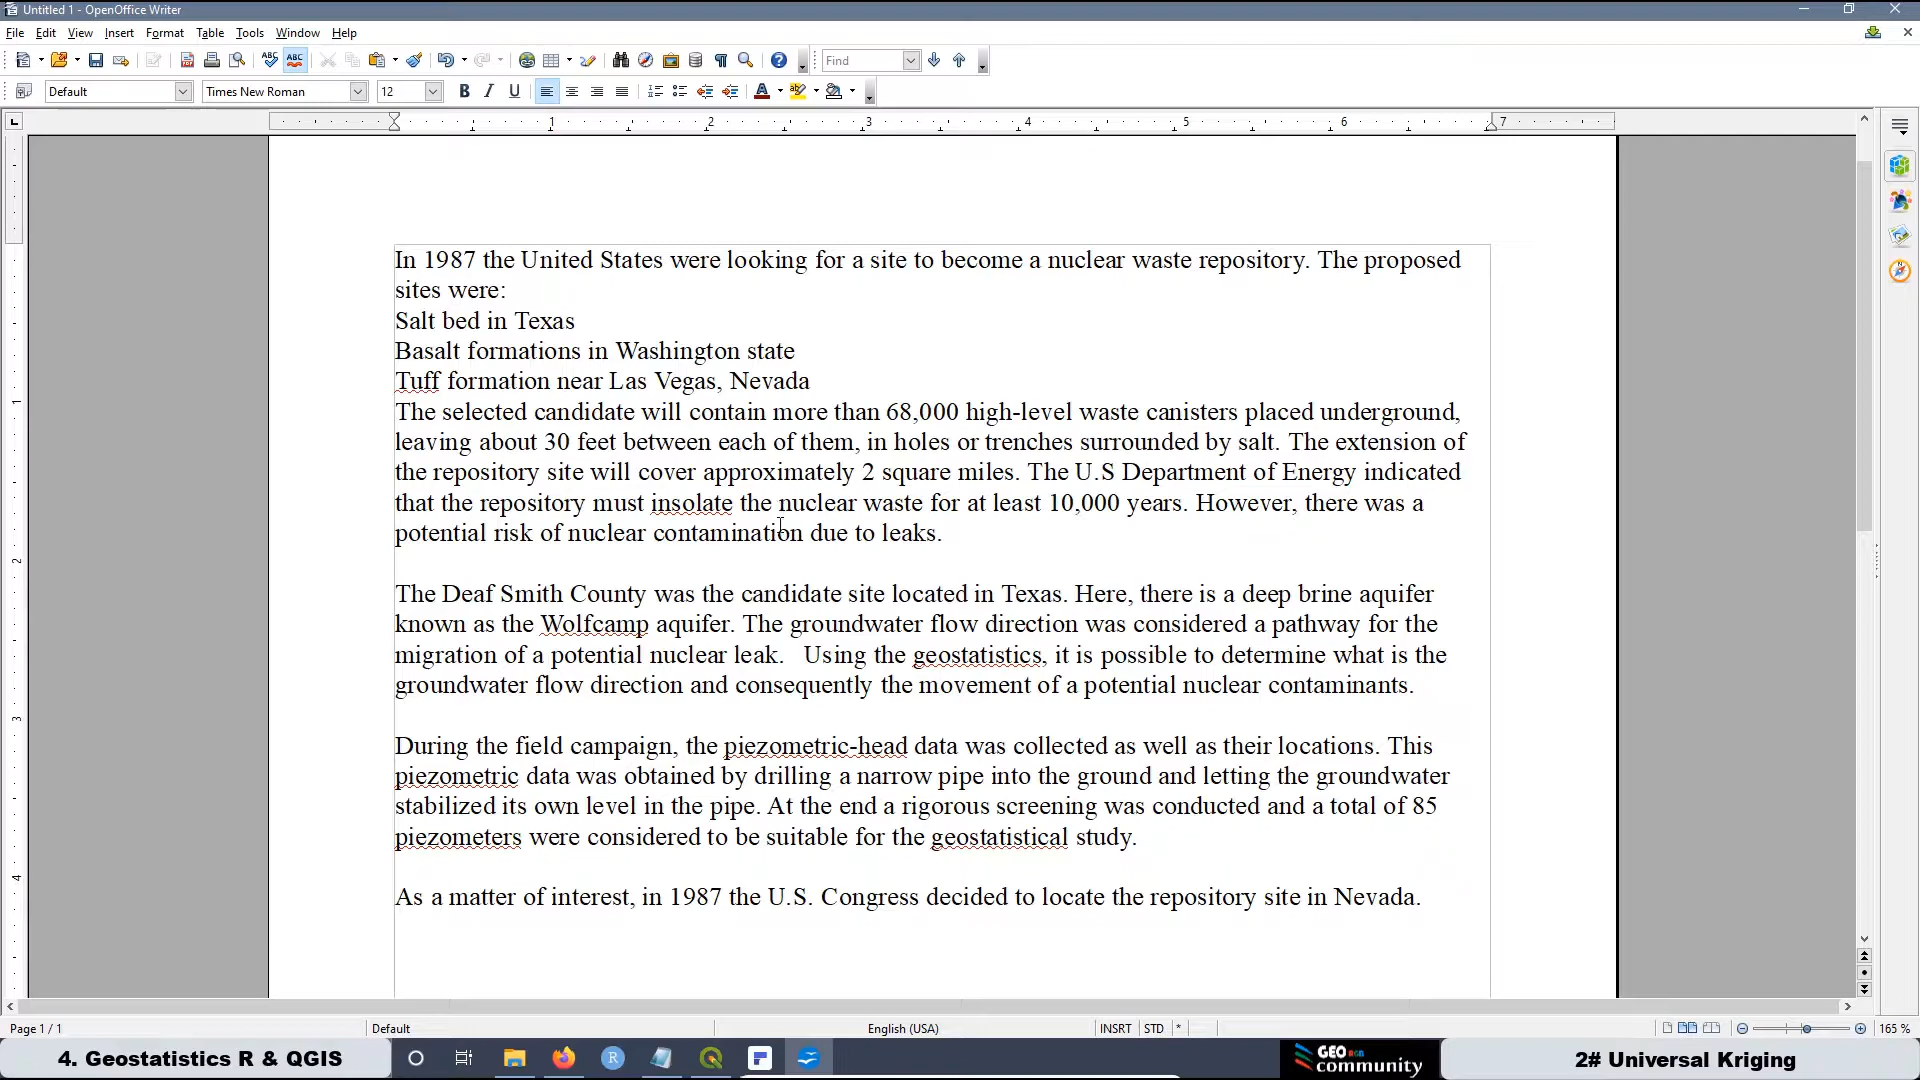 Untitled 1 - OpenOffice Writer
File Edit View Insert Format Table Tools Window Help
Find
Default Times New Roman 12
1 2 3 4 5 6 7
In 1987 the United States were looking for a site to become a nuclear waste repository. The proposed
sites were:
Salt bed in Texas
Basalt formations in Washington state
Tuff formation near Las Vegas, Nevada
The selected candidate will contain more than 68,000 high-level waste canisters placed underground,
leaving about 30 feet between each of them, in holes or trenches surrounded by salt. The extension of
the repository site will cover approximately 2 square miles. The U.S Department of Energy indicated
that the repository must insolate the nuclear waste for at least 10,000 years. However, there was a
potential risk of nuclear contamination due to leaks.
The Deaf Smith County was the candidate site located in Texas. Here, there is a deep brine aquifer
known as the Wolfcamp aquifer. The groundwater flow direction was considered a pathway for the
migration of a potential nuclear leak. Using the geostatistics, it is possible to determine what is the
groundwater flow direction and consequently the movement of a potential nuclear contaminants.
During the field campaign, the piezometric-head data was collected as well as their locations. This
piezometric data was obtained by drilling a narrow pipe into the ground and letting the groundwater
stabilized its own level in the pipe. At the end a rigorous screening was conducted and a total of 85
piezometers were considered to be suitable for the geostatistical study.
As a matter of interest, in 1987 the U.S. Congress decided to locate the repository site in Nevada.
Page 1 / 1 Default English (USA) INSRT STD * 165 %
4. Geostatistics R & QGIS
GEO
community
2# Universal Kriging